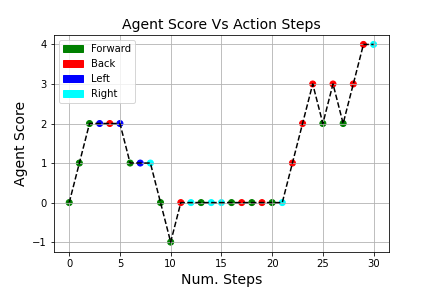 Agent Score Vs Action Steps
4
3
2
1
0
−1
Agent Score
Forward
Back
Left
Right
0 5 10 15 20 25 30
Num. Steps